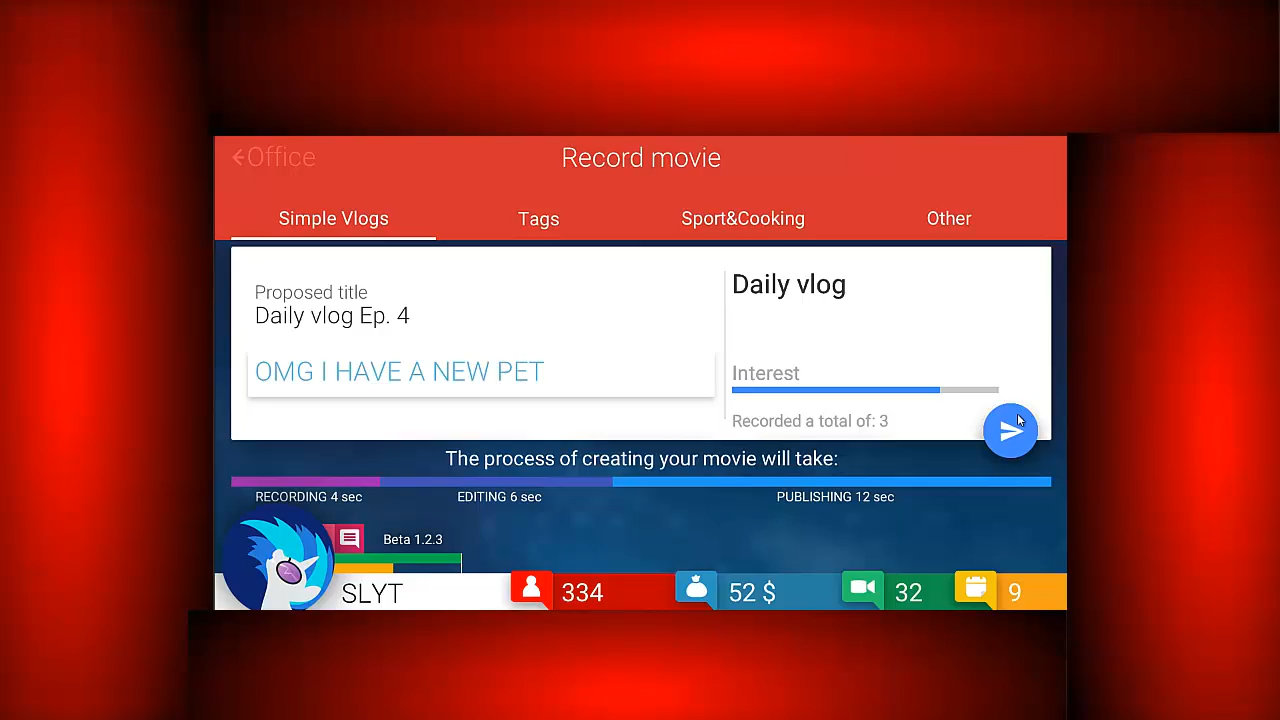 Office
Record movie
Simple Vlogs
Tags
Sport&Cooking
Other
Proposed title
Daily vlog Ep. 4
OMG I HAVE A NEW PET
Daily vlog
Interest
Recorded a total of: 3
The process of creating your movie will take:
RECORDING 4 sec
EDITING 6 sec
PUBLISHING 12 sec
Beta 1.2.3
SLYT
334
52 $
32
9